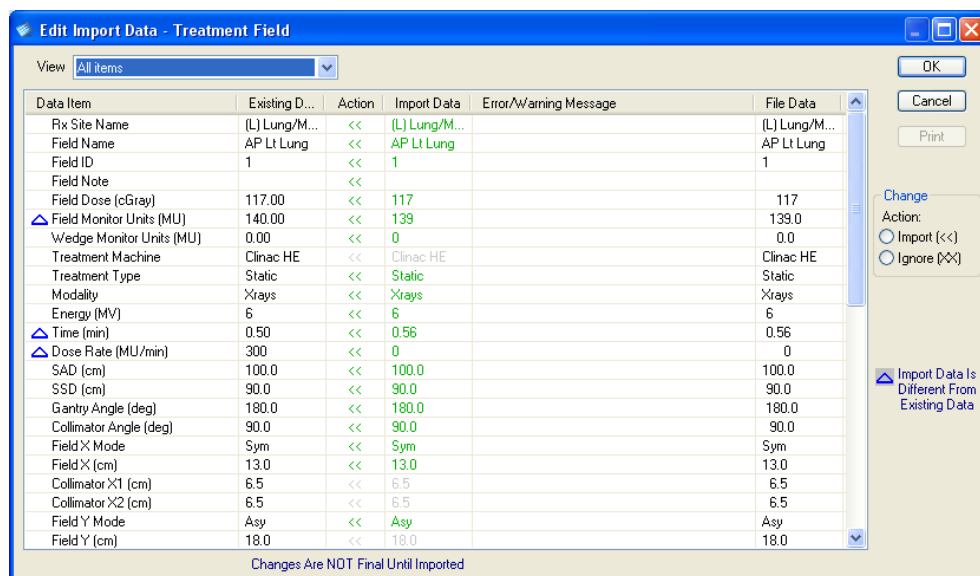 Edit Import Data - Treatment Field
View All items
OK
Cancel
Print
Data Item Existing D... Action Import Data Error/Warning Message File Data
Rx Site Name (L) Lung/M... << (L) Lung/M... (L) Lung/M...
Field Name AP Lt Lung << AP Lt Lung AP Lt Lung
Field ID 1 << 1 1
Field Note <<
Field Dose (cGray) 117.00 << 117 117
Field Monitor Units (MU) 140.00 << 139 139.0
Wedge Monitor Units (MU) 0.00 << 0 0.0
Treatment Machine Clinac HE << Clinac HE Clinac HE
Treatment Type Static << Static Static
Modality Xrays << Xrays Xrays
Energy (MV) 6 << 6 6
Time (min) 0.50 << 0.56 0.56
Dose Rate (MU/min) 300 << 0 0
SAD (cm) 100.0 << 100.0 100.0
SSD (cm) 90.0 << 90.0 90.0
Gantry Angle (deg) 180.0 << 180.0 180.0
Collimator Angle (deg) 90.0 << 90.0 90.0
Field X Mode Sym << Sym Sym
Field X (cm) 13.0 << 13.0 13.0
Collimator X1 (cm) 6.5 << 6.5 6.5
Collimator X2 (cm) 6.5 << 6.5 6.5
Field Y Mode Asy << Asy Asy
Field Y (cm) 18.0 << 18.0 18.0
Change
Action:
Import (<<)
Ignore (XX)
Import Data Is
Different From
Existing Data
Changes Are NOT Final Until Imported